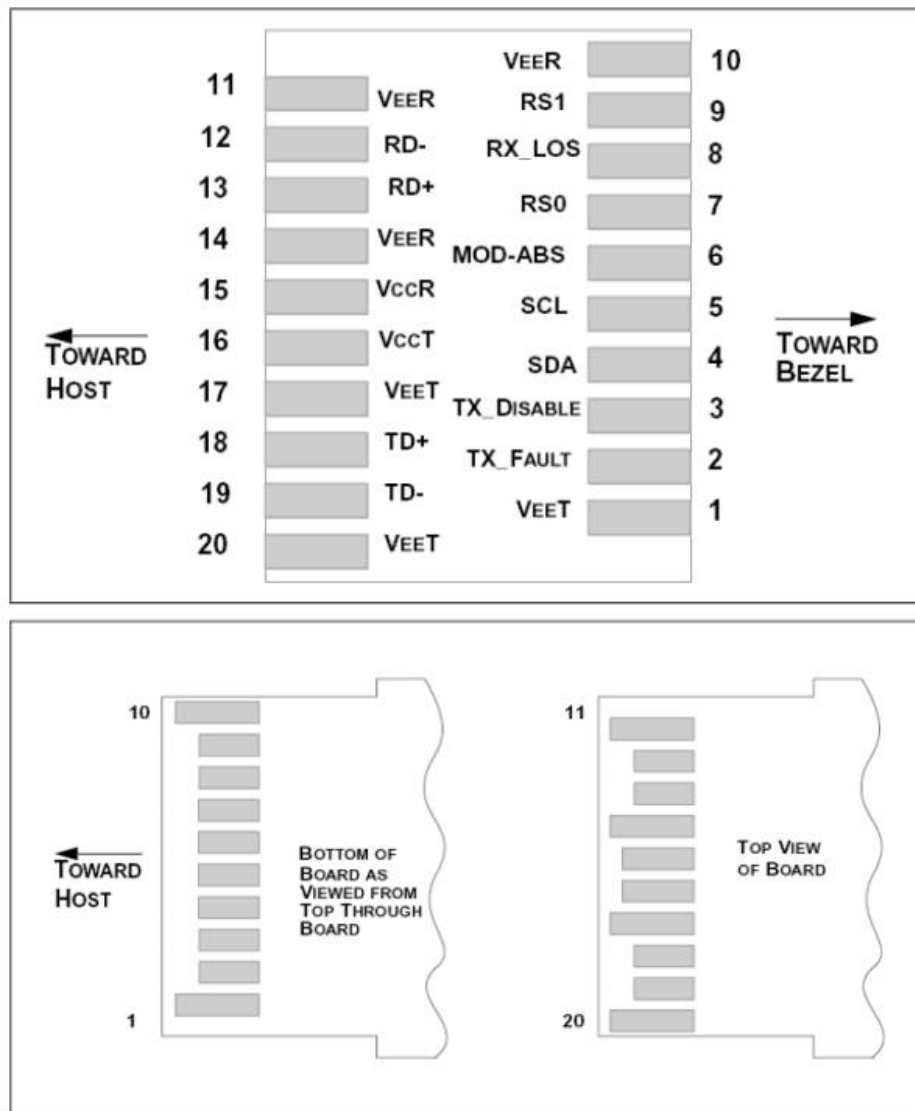 11 VEER
12 RD-
13 RD+
14 VEER
15 VCCR
16 VCCT
17 VEET
18 TD+
19 TD-
20 VEET
VEER 10
RS1 9
RX_LOS 8
RS0 7
MOD-ABS 6
SCL 5
SDA 4
TX_DISABLE 3
TX_FAULT 2
VEET 1
TOWARD
HOST
TOWARD
BEZEL
10
1
TOWARD
HOST
BOTTOM OF
BOARD AS
VIEWED FROM
TOP THROUGH
BOARD
11
20
TOP VIEW
OF BOARD